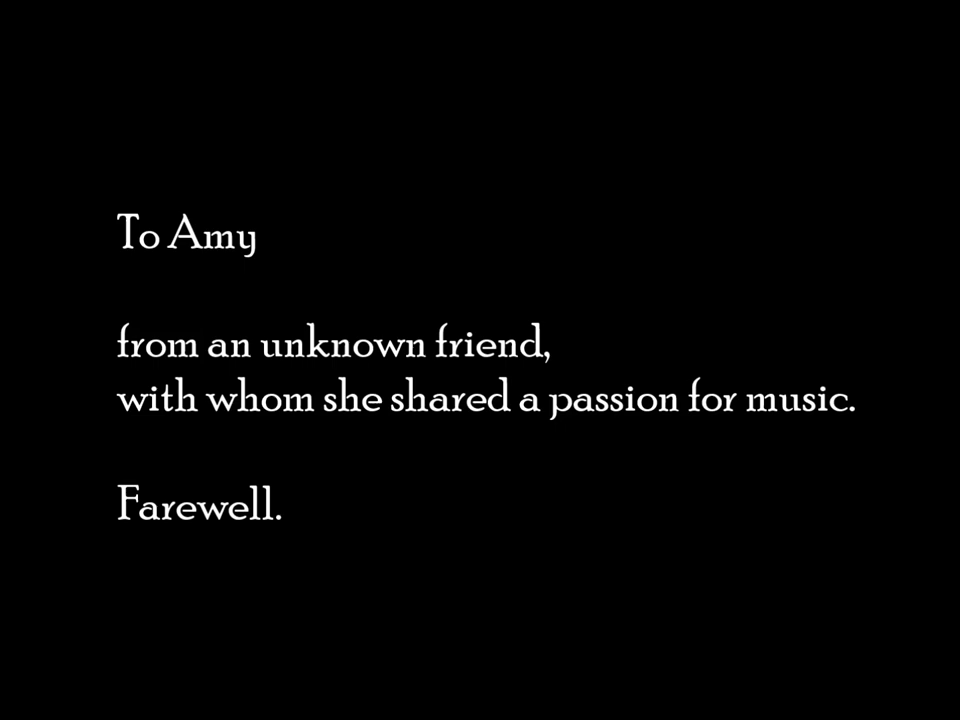 To Amy
from an unknown friend,
with whom she shared a passion for music.
Farewell.